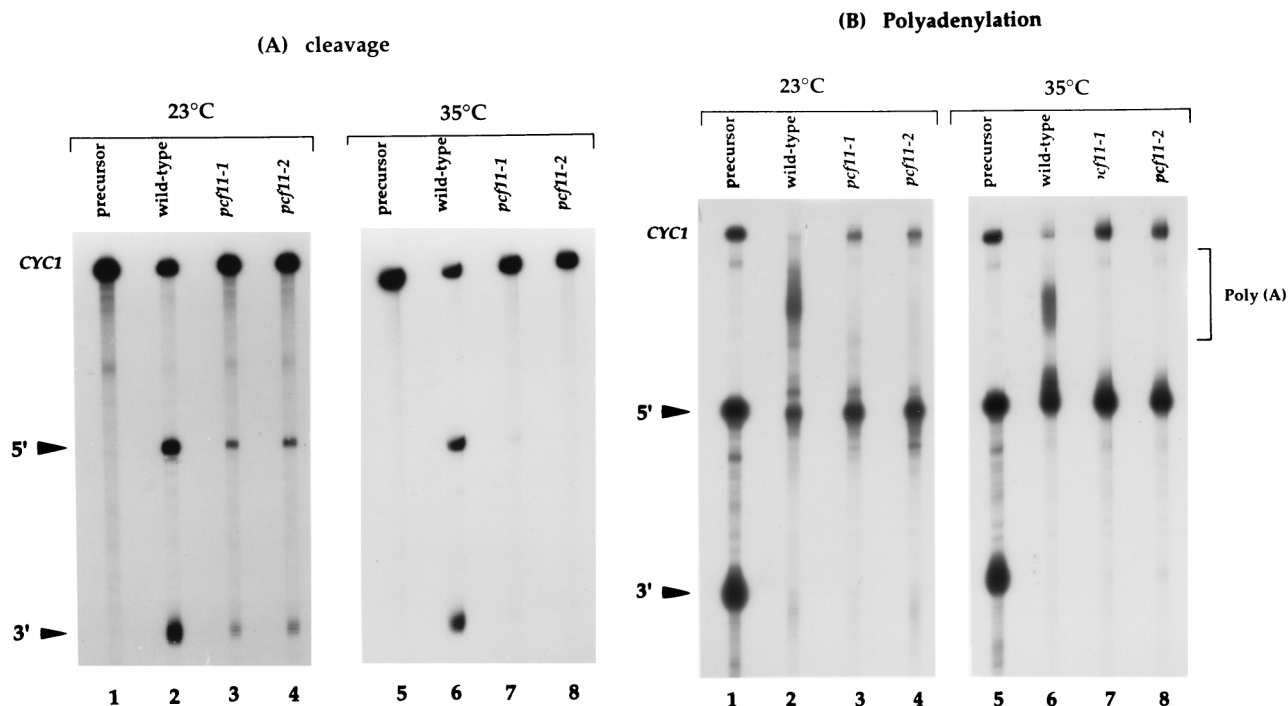 (A) cleavage
23°C
35°C
precursor
wild-type
pcf11-1
pcf11-2
precursor
wild-type
pcf11-1
pcf11-2
CYC1
5'
3'
1 2 3 4 5 6 7 8
(B) Polyadenylation
23°C
35°C
precursor
wild-type
pcf11-1
pcf11-2
precursor
wild-type
cf11-1
pcf11-2
CYC1
Poly (A)
5'
3'
1 2 3 4 5 6 7 8